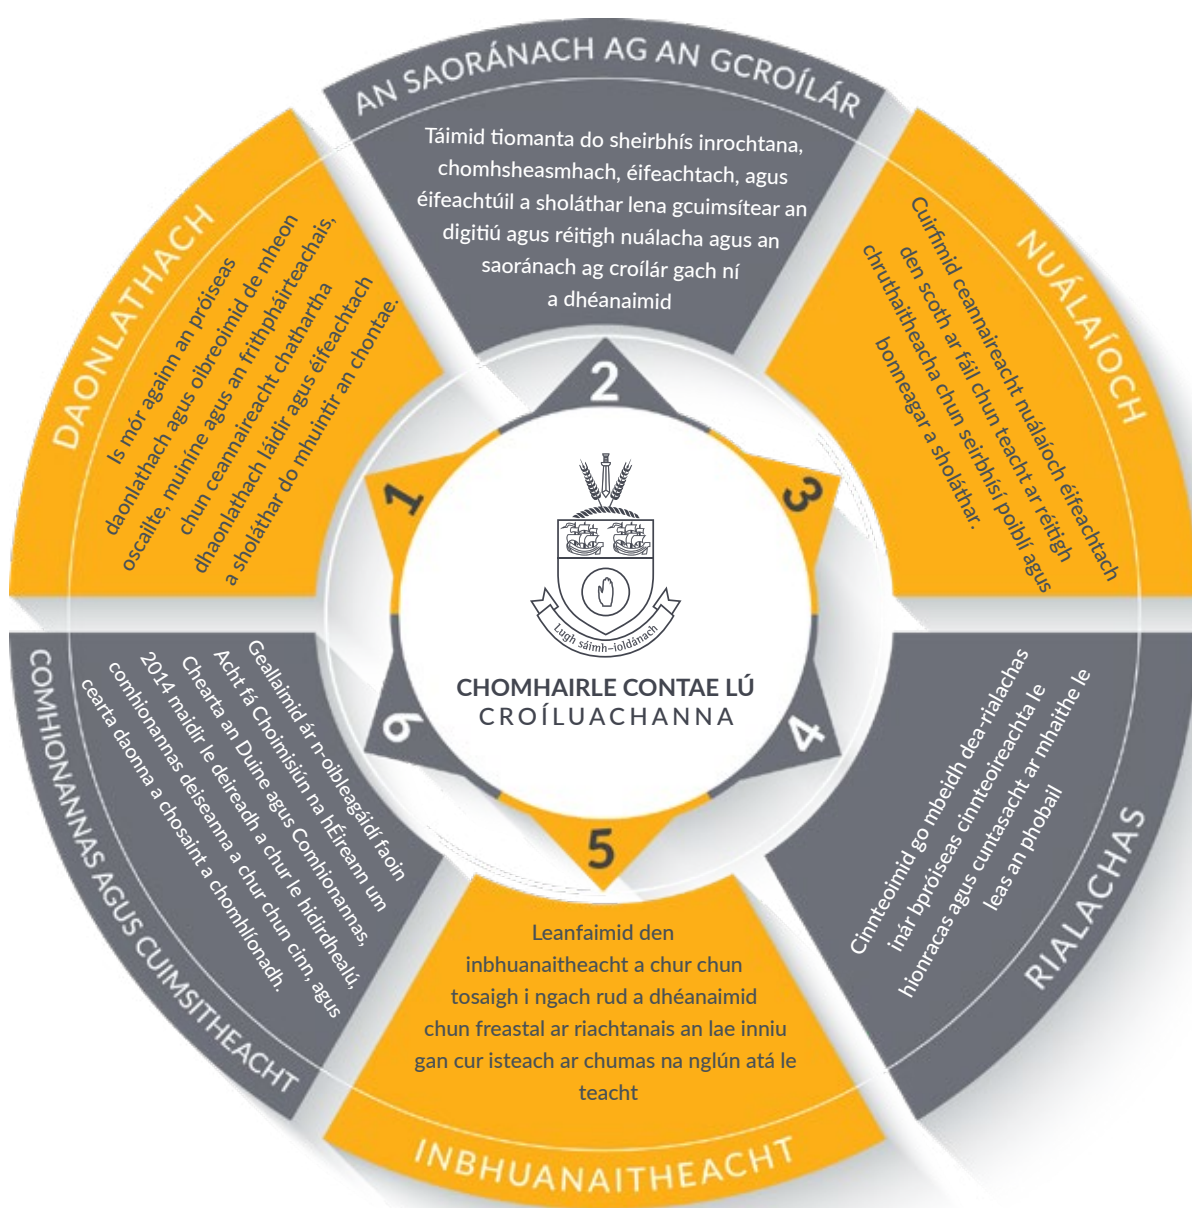 Lugh sáimh-ioldánach
CHOMHAIRLE CONTAE LÚ
CROÍLUACHANNA
1
DAONLATHACH
Is mór againn an próiseas
daonlathach agus oibreoimid de mheon
oscailte, muiníne agus an frithpháirteachais,
chun ceannaireacht chathartha
dhaonlathach láidir agus éifeachtach
a sholáthar do mhuintir an chontae.
2
AN SAORÁNACH AG AN GCROÍLÁR
Táimid tiomanta do sheirbhís inrochtana,
chomhsheasmhach, éifeachtach, agus
éifeachtúil a sholáthar lena gcuimsítear an
digitiú agus réitigh nuálacha agus an
saoránach ag croílár gach ní
a dhéanaimid
3
NUÁLAÍOCH
Cuirfimid ceannaireacht nuálaíoch éifeachtach
den scoth ar fáil chun teacht ar réitigh
chruthaitheacha chun seirbhísí poiblí agus
bonneagar a sholáthar.
4
RIALACHAS
Cinnteoimid go mbeidh dea-rialachas
inár bpróiseas cinnteoireachta le
hionracas agus cuntasacht ar mhaithe le
leas an phobail
5
INBHUANAITHEACHT
Leanfaimid den
inbhuanaitheacht a chur chun
tosaigh i ngach rud a dhéanaimid
chun freastal ar riachtanais an lae inniu
gan cur isteach ar chumas na nglún atá le
teacht
6
COMHIONANNAS AGUS CUIMSITHEACHT
Geallaimid ár n-oibleagáidí faoin
Acht fá Choimisiún na hÉireann um
Chearta an Duine agus Comhionannas,
2014 maidir le deireadh a chur le hidirdhealú,
comhionannas deiseanna a chur chun cinn, agus
cearta daonna a chosaint a chomhlíonadh.